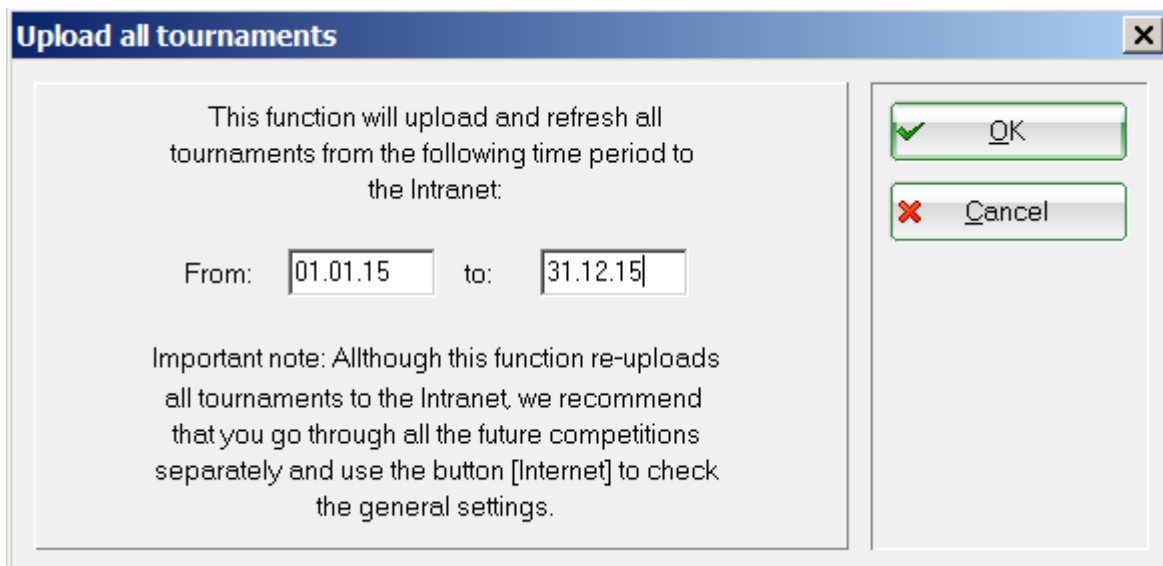 Upload all tournaments
This function will upload and refresh all
tournaments from the following time period to
the Intranet:
From: 01.01.15 to: 31.12.15
Important note: Allthough this function re-uploads
all tournaments to the Intranet, we recommend
that you go through all the future competitions
separately and use the button [Internet] to check
the general settings.
OK
Cancel